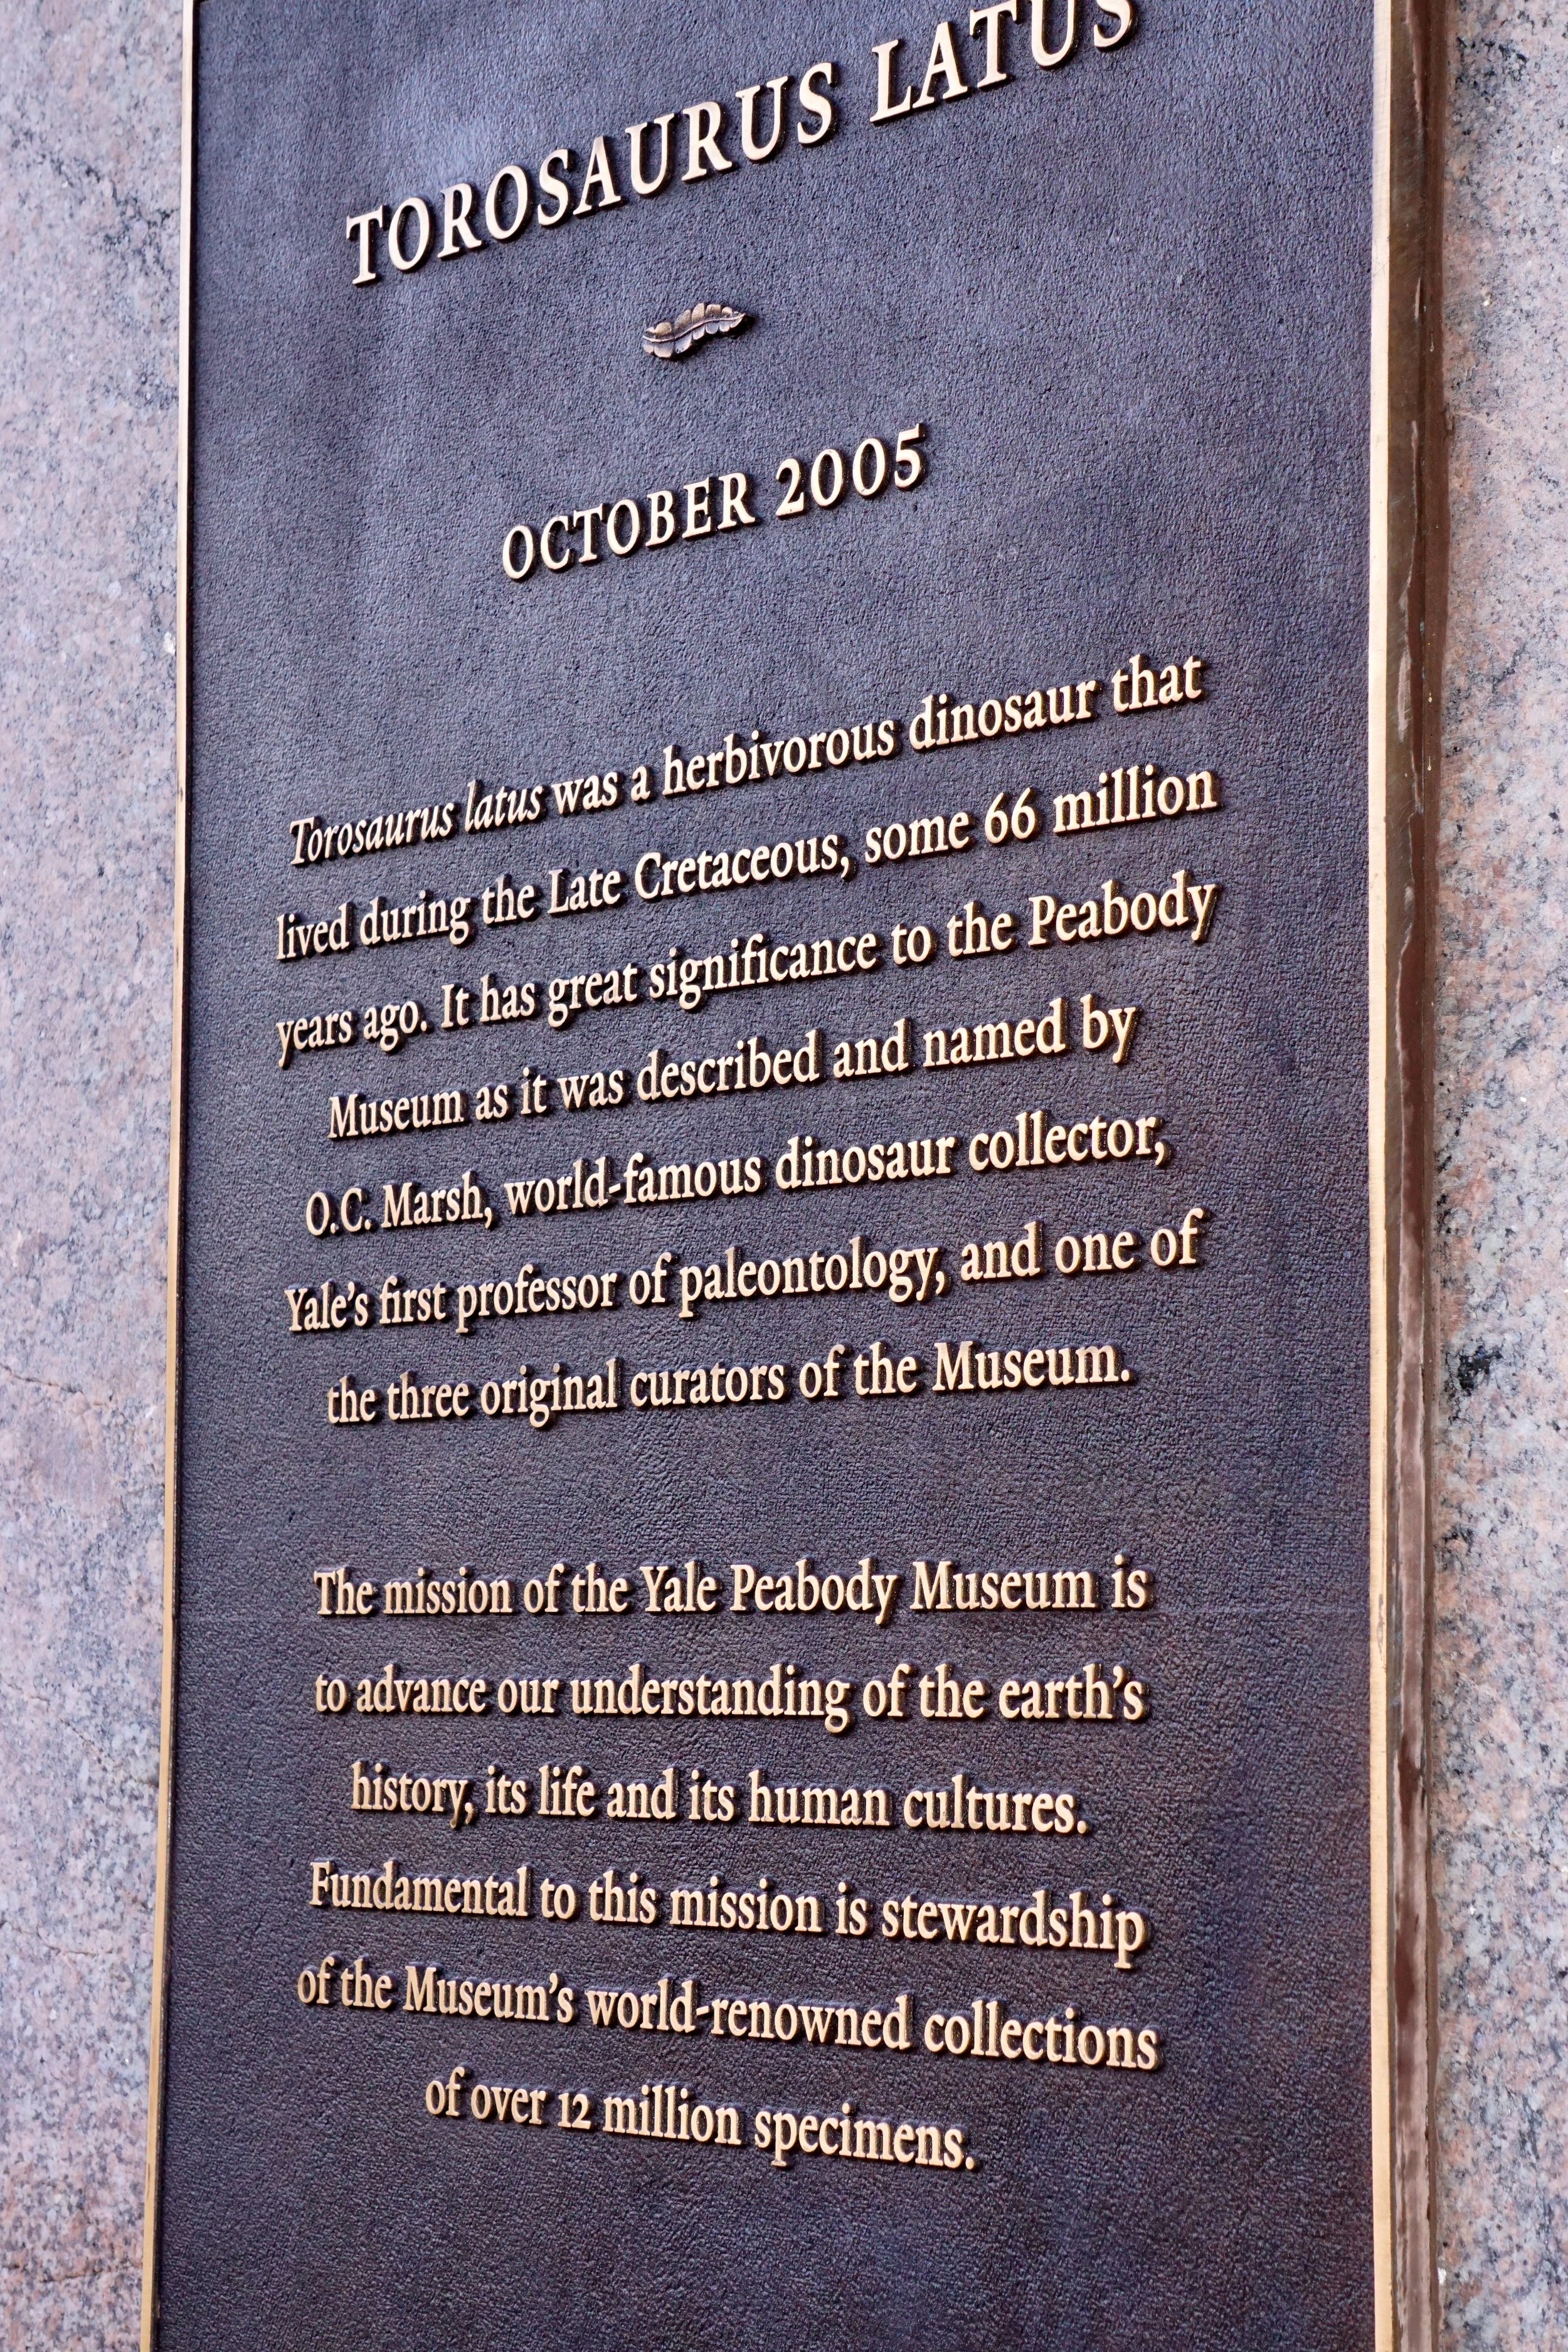 TOROSAURUS LATUS
OCTOBER 2005
Torosaurus latus was a herbivorous dinosaur that
lived during the Late Cretaceous, some 66 million
years ago. It has great significance to the Peabody
Museum as it was described and named by
O.C. Marsh, world-famous dinosaur collector,
Yale's first professor of paleontology, and one of
the three original curators of the Museum.
The mission of the Yale Peabody Museum is
to advance our understanding of the earth's
history, its life and its human cultures.
Fundamental to this mission is stewardship
of the Museum's world-renowned collections
of over 12 million specimens.